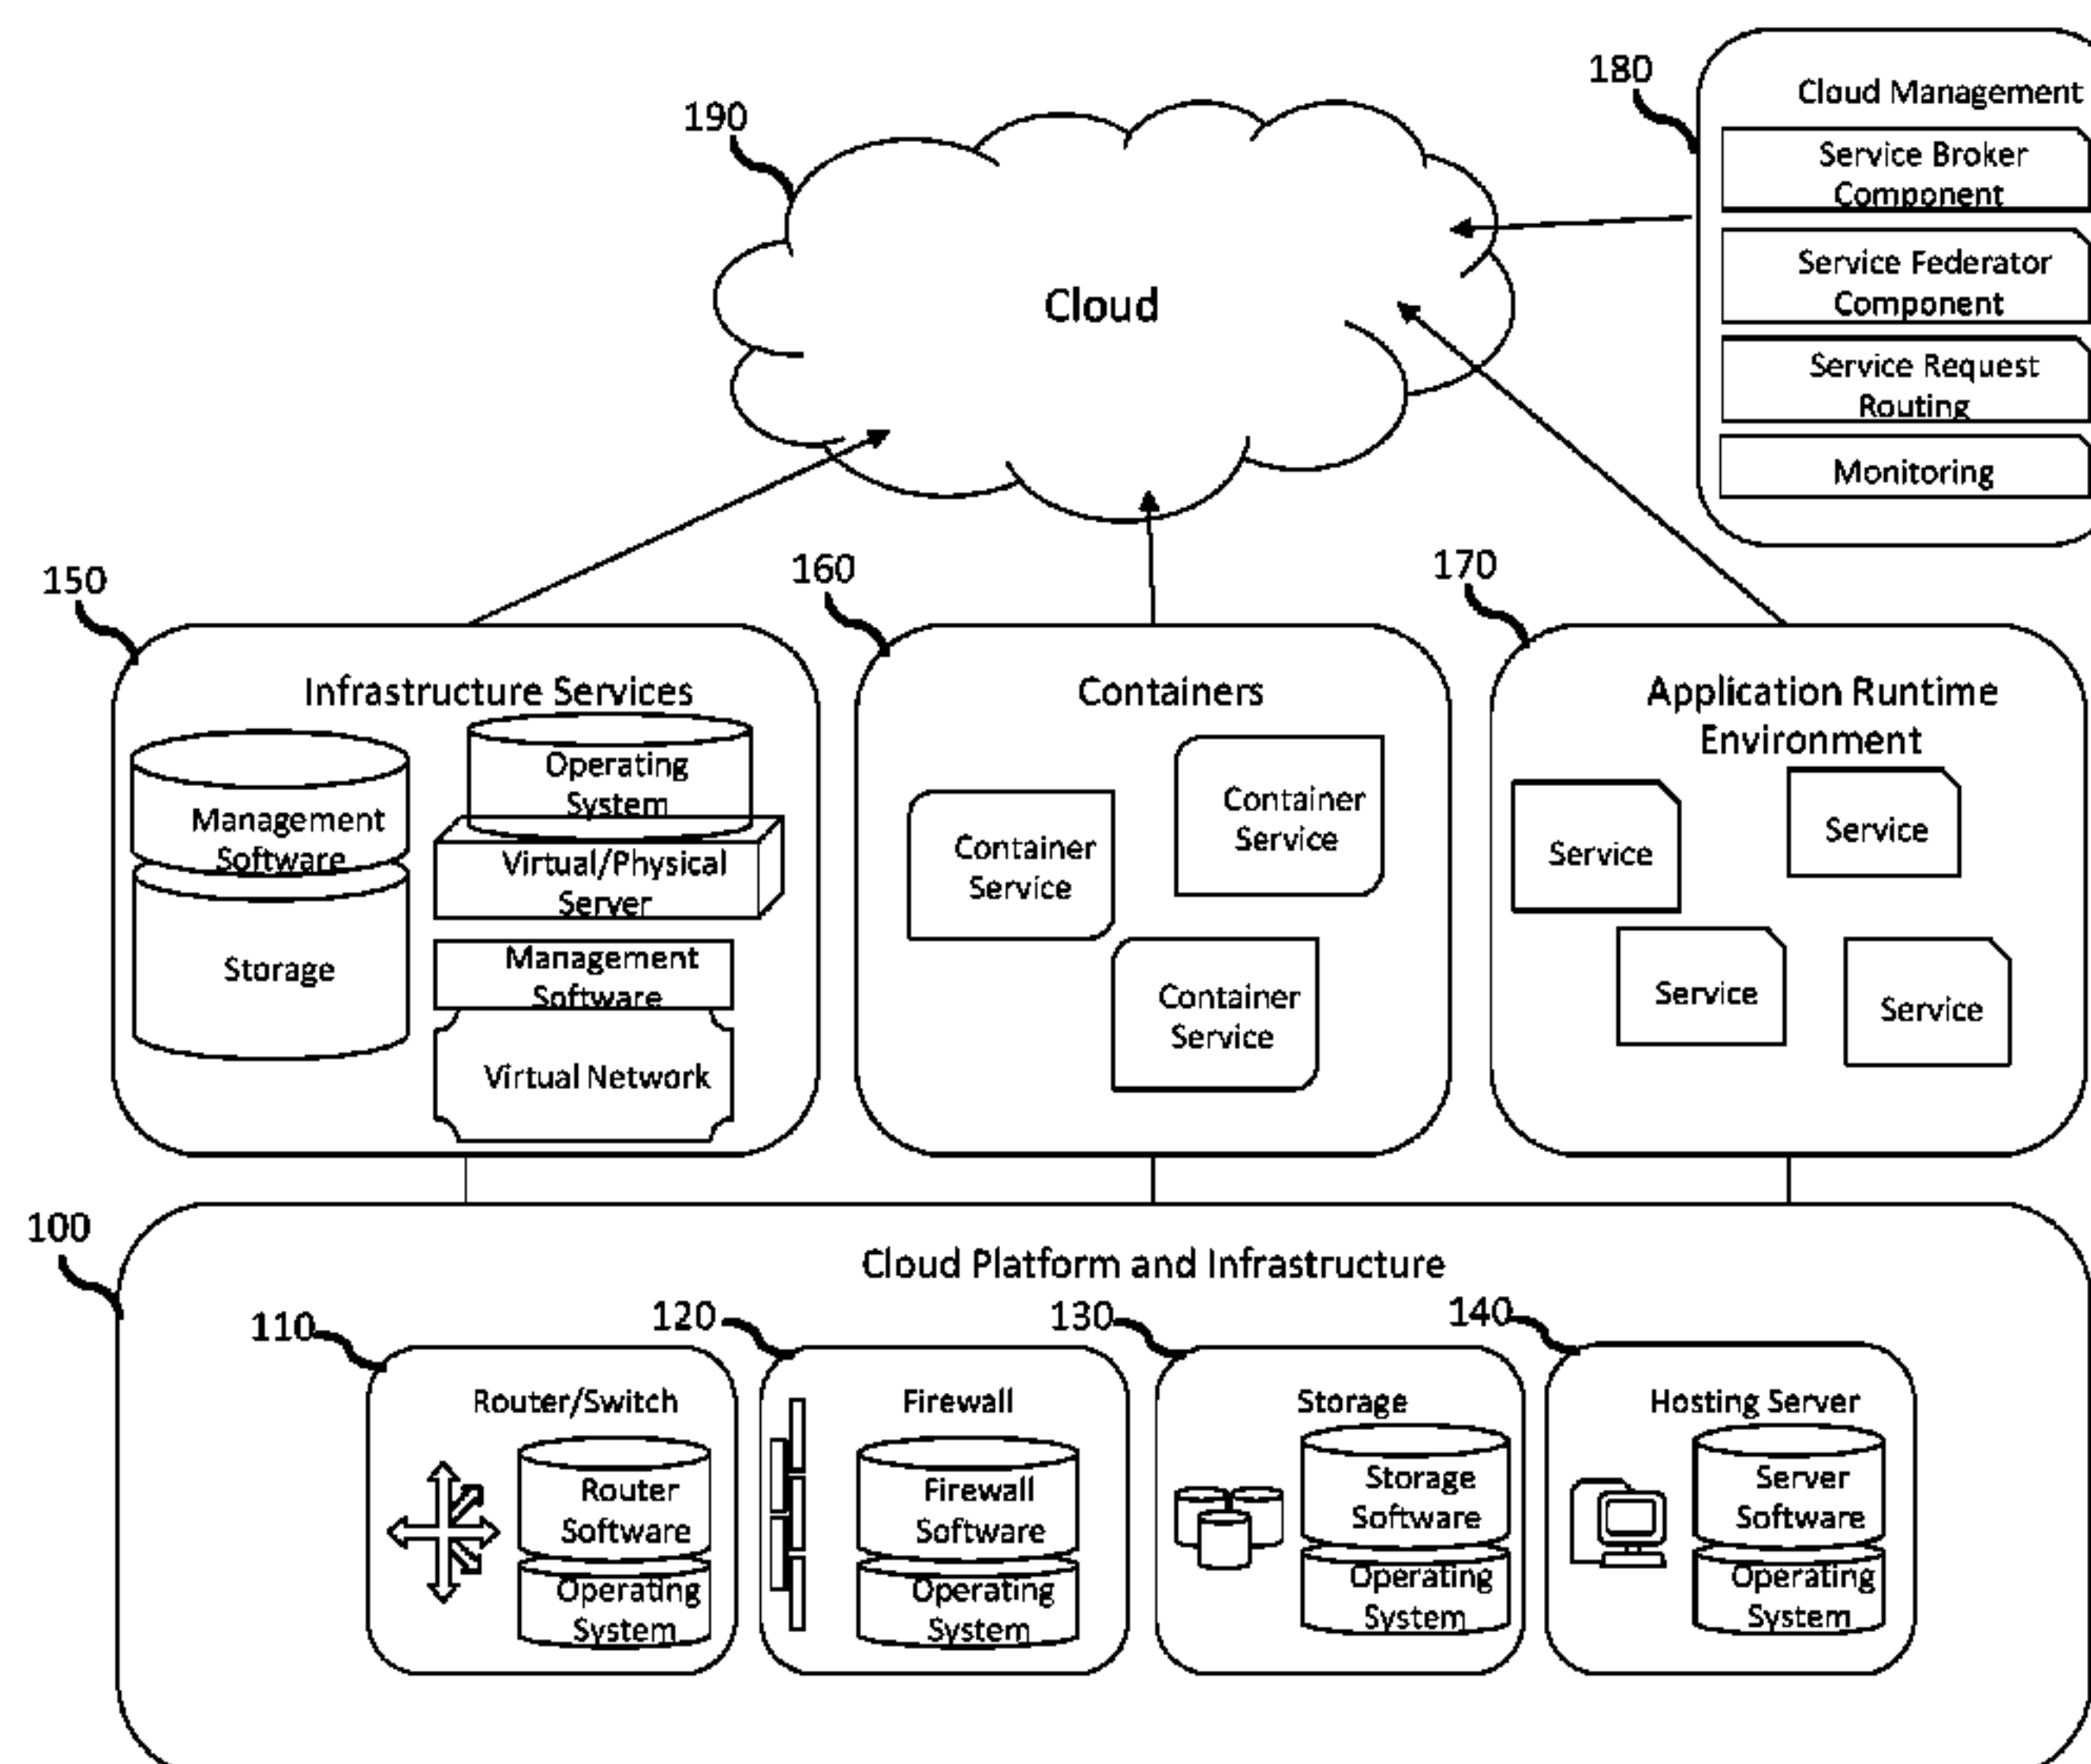 180
Cloud Management
Service Broker
Component
Service Federator
Component
Service Request
Routing
Monitoring
190
Cloud
150
Infrastructure Services
Management
Software
Storage
Operating
System
Virtual/Physical
Server
Management
Software
Virtual Network
160
Containers
Container
Service
Container
Service
Container
Service
170
Application Runtime
Environment
Service
Service
Service
Service
100
Cloud Platform and Infrastructure
110
Router/Switch
Router
Software
Operating
System
120
Firewall
Firewall
Software
Operating
System
130
Storage
Storage
Software
Operating
System
140
Hosting Server
Server
Software
Operating
System